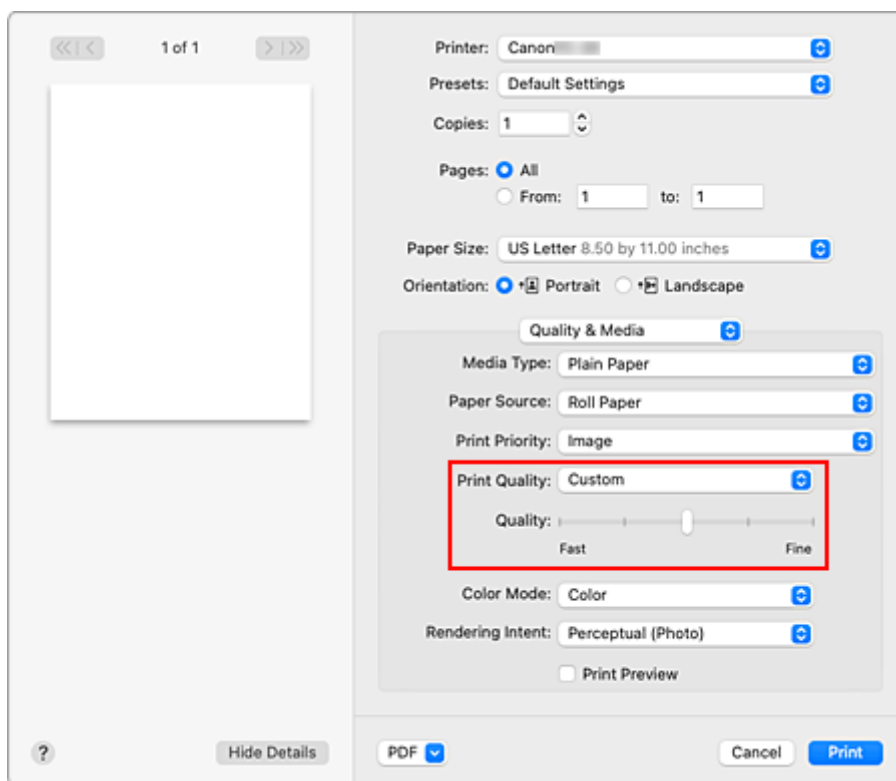 1 of 1
Printer: Canon
Presets: Default Settings
Copies: 1
Pages: All
From: 1 to: 1
Paper Size: US Letter 8.50 by 11.00 inches
Orientation: Portrait Landscape
Quality & Media
Media Type: Plain Paper
Paper Source: Roll Paper
Print Priority: Image
Print Quality: Custom
Quality:
Fast Fine
Color Mode: Color
Rendering Intent: Perceptual (Photo)
Print Preview
? Hide Details PDF Cancel Print